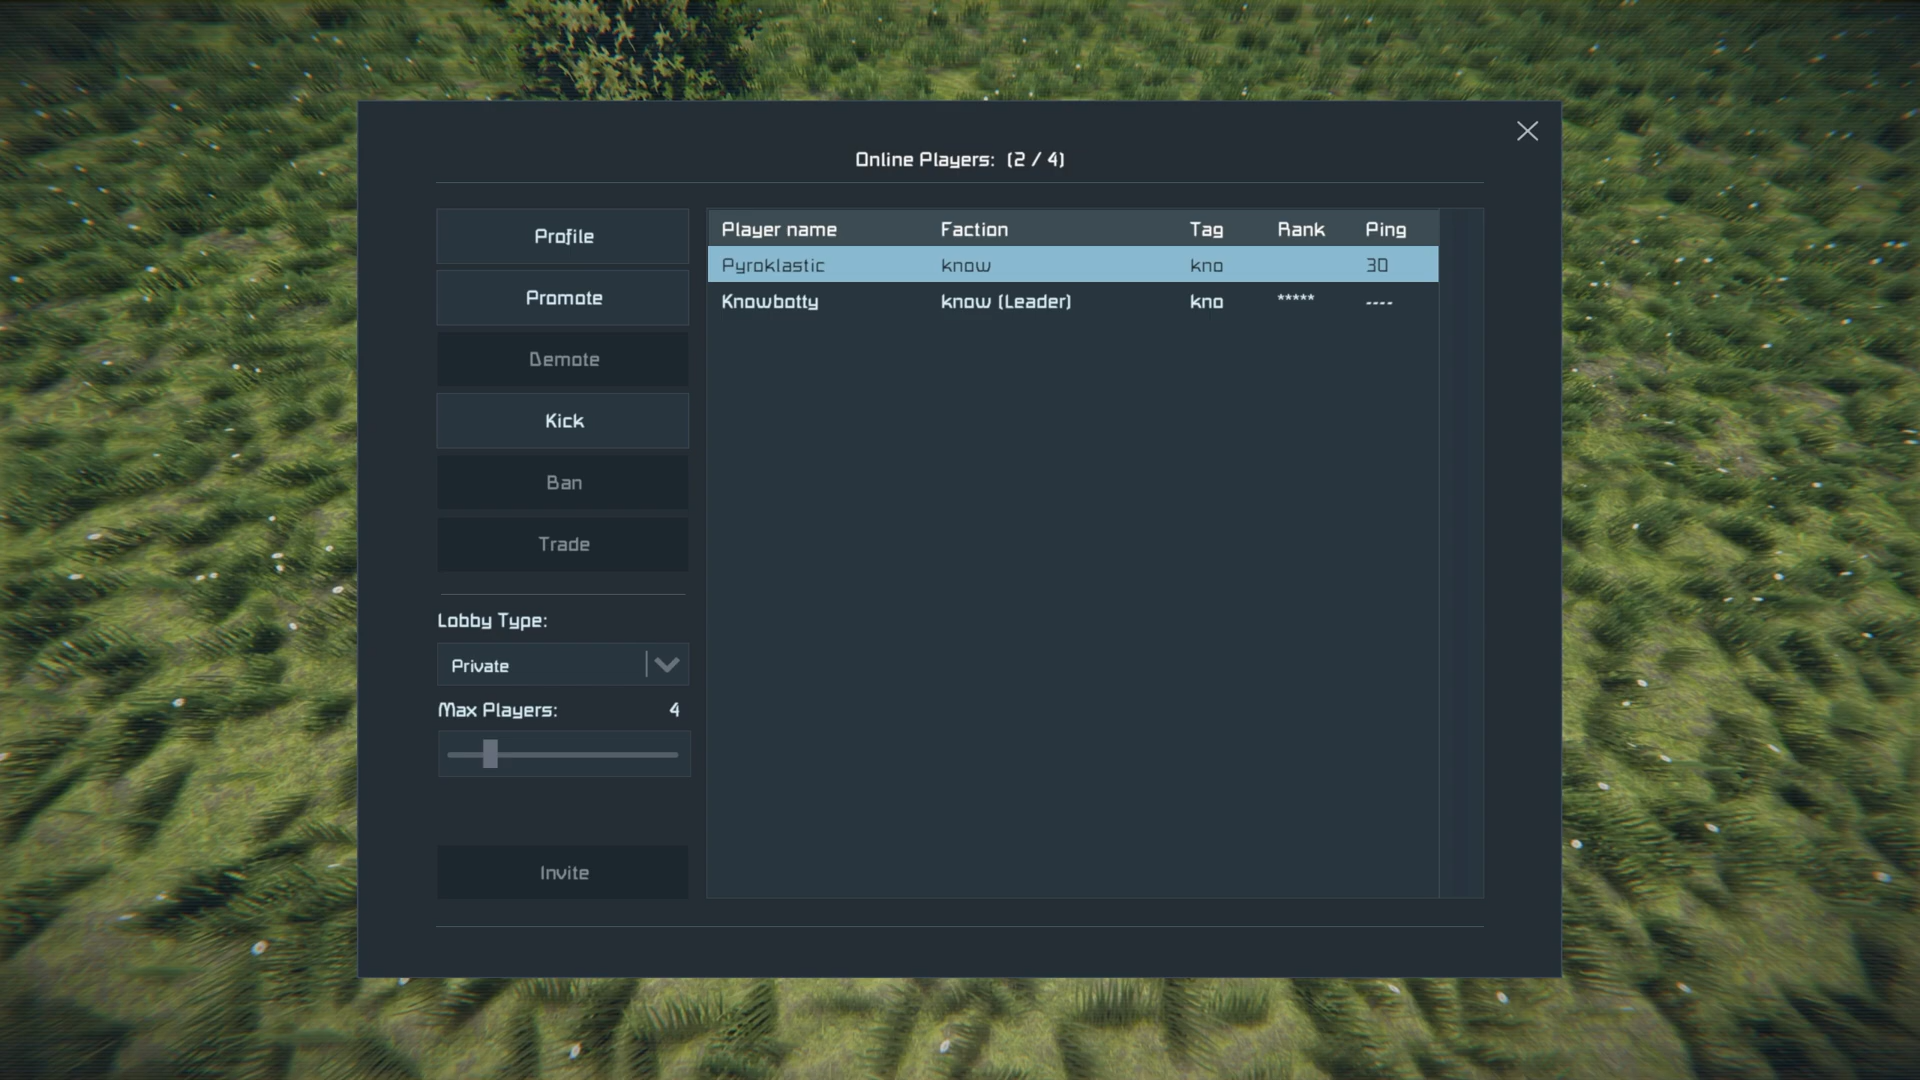 Online Players: (2 / 4)
Profile
Promote
Demote
Kick
Ban
Trade
Lobby Type:
Private
Max Players: 4
Invite
Player name Faction Tag Rank Ping
Pyroklastic know kno 30
Knowbotty know (Leader) kno ***** ----